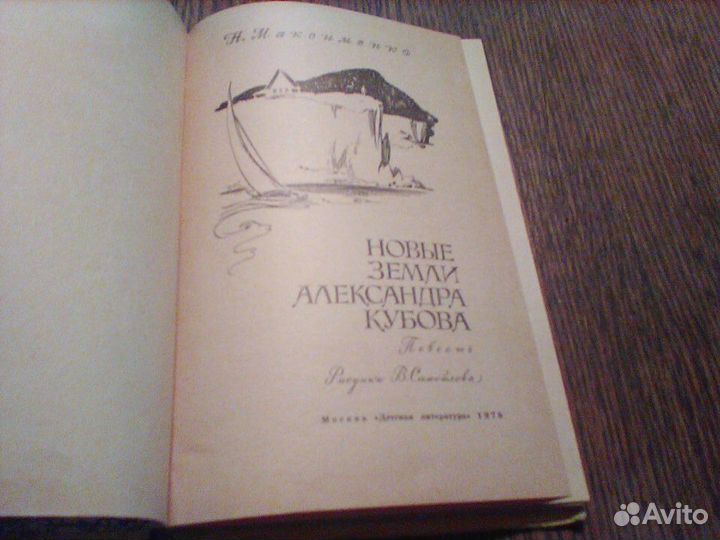 Н. Максименко
НОВЫЕ
ЗЕМЛИ
АЛЕКСАНДРА
КУБОВА
Повесть
Рисунки В. Самойлова
Москва «Детская литература» 1976
Avito